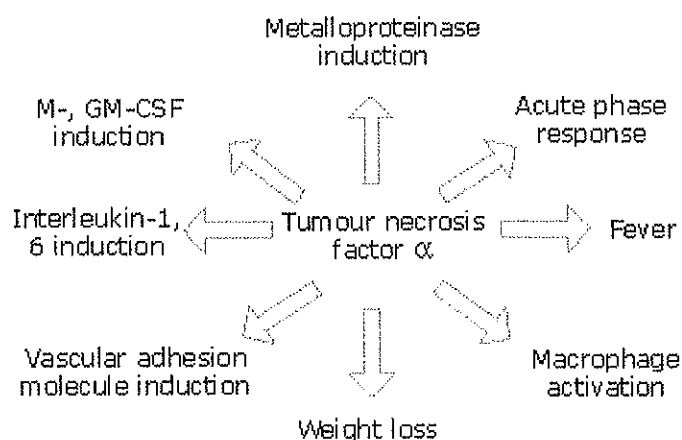 Metalloproteinase
induction
M-, GM-CSF
induction
Acute phase
response
Interleukin-1,
6 induction
Tumour necrosis
factor α
Fever
Vascular adhesion
molecule induction
Macrophage
activation
Weight loss